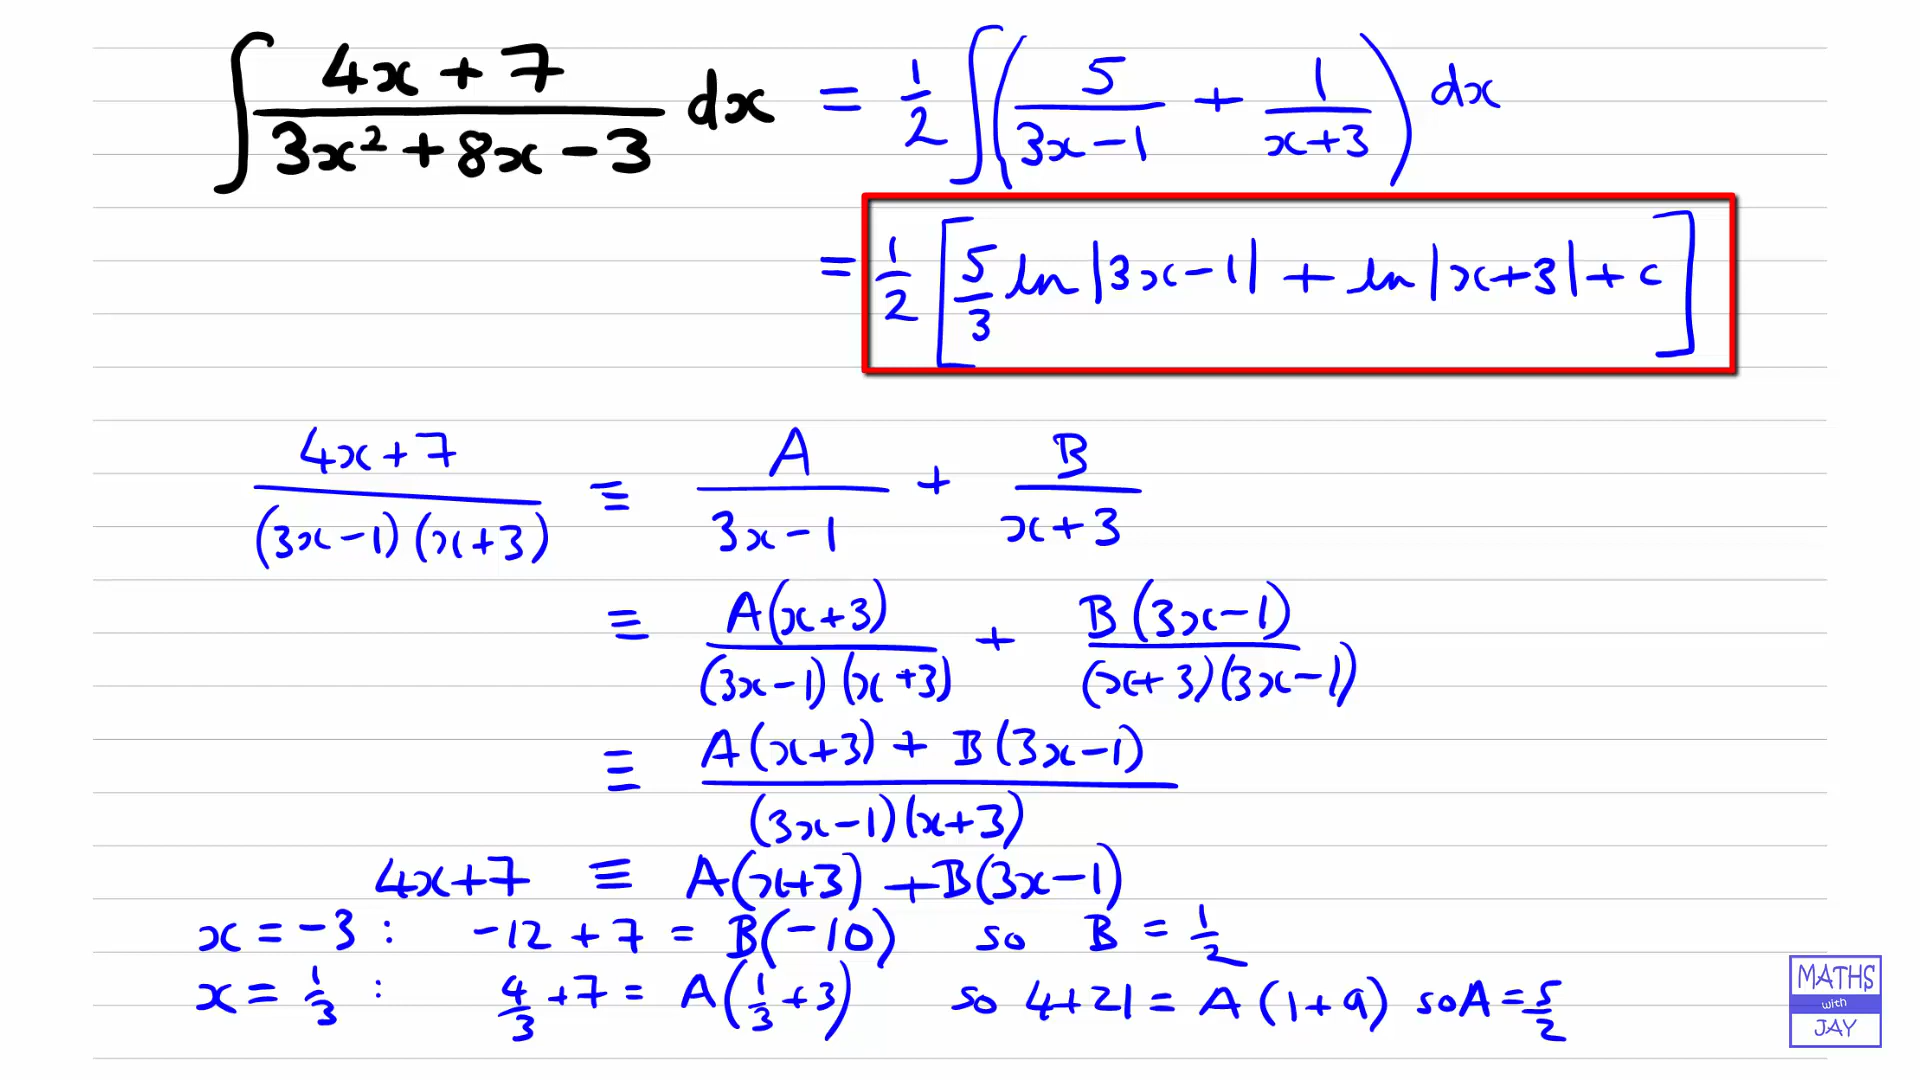 ∫ (4x + 7)/(3x² + 8x − 3) dx = 1/2 ∫ (5/(3x−1) + 1/(x+3)) dx
= 1/2 [5/3 ln|3x−1| + ln|x+3| + c]
(4x+7)/((3x−1)(x+3)) ≡ A/(3x−1) + B/(x+3)
≡ A(x+3)/((3x−1)(x+3)) + B(3x−1)/((x+3)(3x−1))
≡ (A(x+3) + B(3x−1))/((3x−1)(x+3))
4x+7 ≡ A(x+3) + B(3x−1)
x = −3 : −12 + 7 = B(−10) so B = 1/2
x = 1/3 : 4/3 + 7 = A(1/3 + 3) so 4+21 = A(1+9) so A = 5/2
MATHS
with
JAY